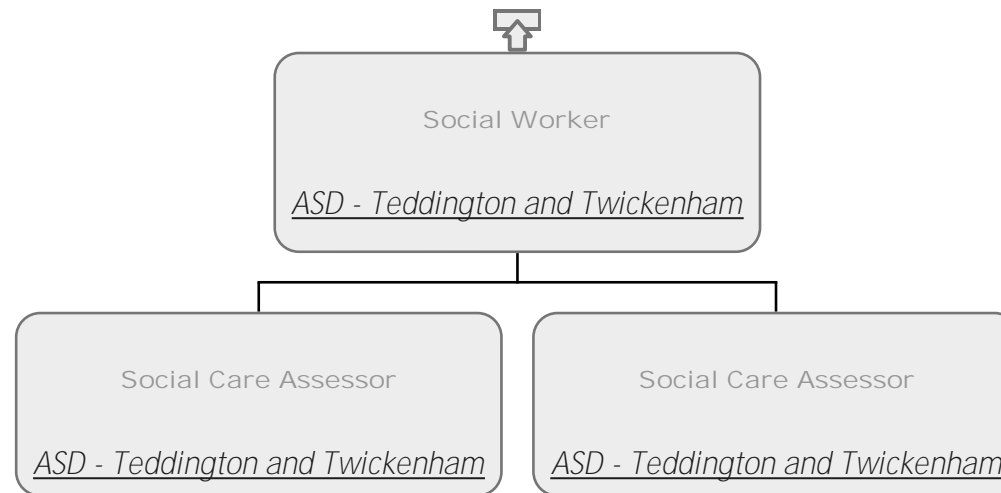 Social Worker
ASD - Teddington and Twickenham
Social Care Assessor
ASD - Teddington and Twickenham
Social Care Assessor
ASD - Teddington and Twickenham